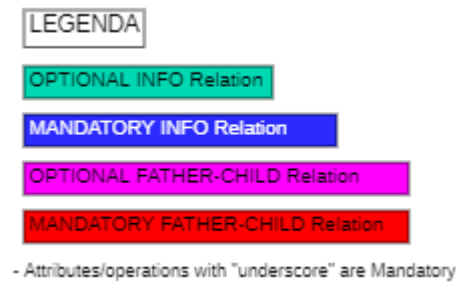 LEGENDA
OPTIONAL INFO Relation
MANDATORY INFO Relation
OPTIONAL FATHER-CHILD Relation
MANDATORY FATHER-CHILD Relation
- Attributes/operations with "underscore" are Mandatory